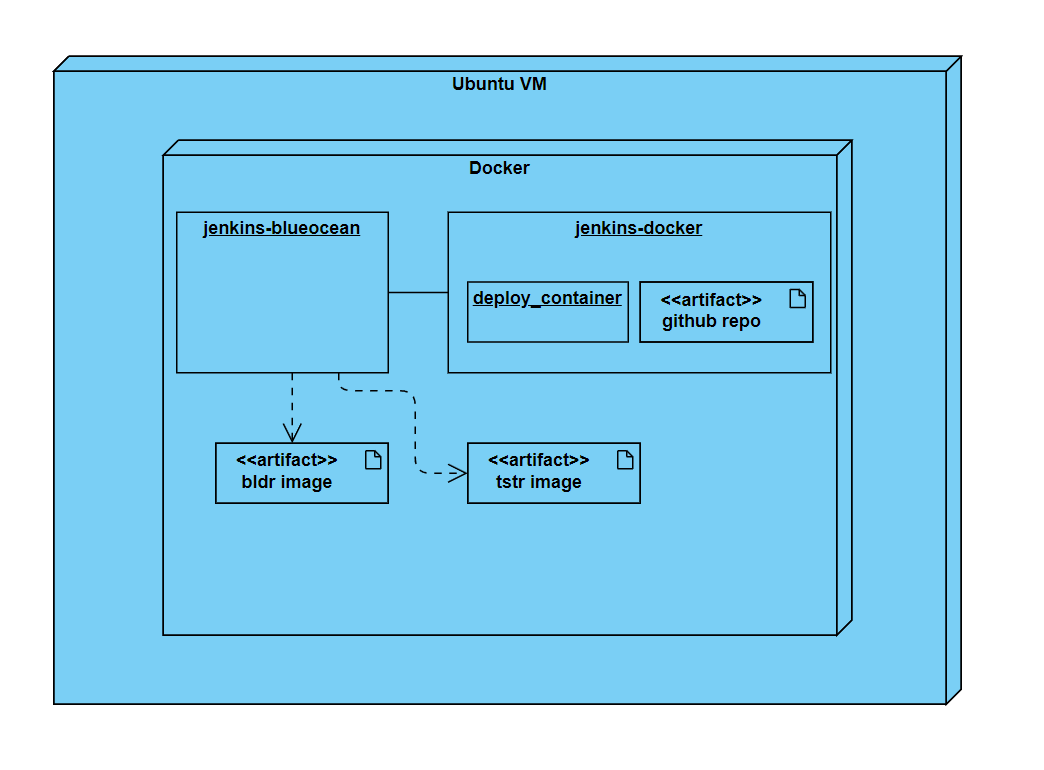 Ubuntu VM
Docker
jenkins-blueocean
jenkins-docker
deploy_container
<<artifact>>
github repo
<<artifact>>
bldr image
<<artifact>>
tstr image